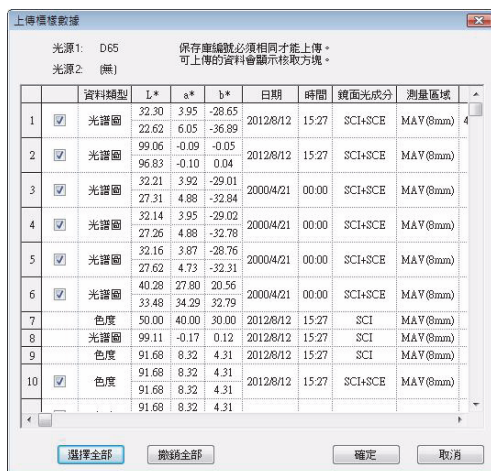 上傳標樣數據
光源1: D65 保存庫編號必須相同才能上傳。
光源2: (無) 可上傳的資料會顯示核取方塊。
資料類型 L* a* b* 日期 時間 鏡面光成分 測量區域
1 光譜圖 32.30 3.95 -28.65 2012/8/12 15:27 SCI+SCE MAV(8mm) 4
22.62 6.05 -36.89
2 光譜圖 99.06 -0.09 -0.05 2012/8/12 15:27 SCI+SCE MAV(8mm)
96.83 -0.10 0.04
3 光譜圖 32.21 3.92 -29.01 2000/4/21 00:00 SCI+SCE MAV(8mm)
27.31 4.88 -32.84
4 光譜圖 32.14 3.95 -29.02 2000/4/21 00:00 SCI+SCE MAV(8mm)
27.26 4.88 -32.78
5 光譜圖 32.16 3.87 -28.76 2000/4/21 00:00 SCI+SCE MAV(8mm)
27.62 4.73 -32.31
6 光譜圖 40.28 27.80 20.56 2000/4/21 00:00 SCI+SCE MAV(8mm)
33.48 34.29 32.79
7 色度 50.00 40.00 30.00 2012/8/12 15:27 SCI MAV(8mm)
8 光譜圖 99.11 -0.17 0.12 2012/8/12 15:27 SCI MAV(8mm)
9 色度 91.68 8.32 4.31 2012/8/12 15:27 SCI MAV(8mm)
10 色度 91.68 8.32 4.31 2012/8/12 15:27 SCI+SCE MAV(8mm)
91.68 8.32 4.31
91.68 8.32 4.31
選擇全部 撤銷全部 確定 取消